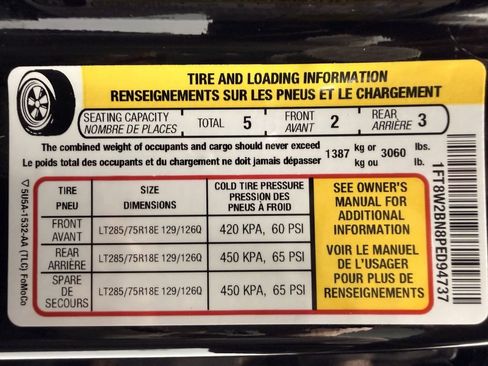 TIRE AND LOADING INFORMATION
RENSEIGNEMENTS SUR LES PNEUS ET LE CHARGEMENT
SEATING CAPACITY
NOMBRE DE PLACES
TOTAL 5
FRONT
AVANT 2
REAR
ARRIÈRE 3
The combined weight of occupants and cargo should never exceed
Le poids total des occupants et du chargement ne doit jamais dépasser
1387 kg or 3060 lbs.
kg ou lb.
TIRE
PNEU
SIZE
DIMENSIONS
COLD TIRE PRESSURE
PRESSION DES
PNEUS À FROID
FRONT
AVANT
LT285/75R18E 129/126Q
420 KPA, 60 PSI
REAR
ARRIÈRE
LT285/75R18E 129/126Q
450 KPA, 65 PSI
SPARE
DE
SECOURS
LT285/75R18E 129/126Q
450 KPA, 65 PSI
SEE OWNER'S
MANUAL FOR
ADDITIONAL
INFORMATION
VOIR LE MANUEL
DE L'USAGER
POUR PLUS DE
RENSEIGNEMENTS
1FT8W2BN8PED94737
5U5A-1532-AA (TLD) FoMoCo